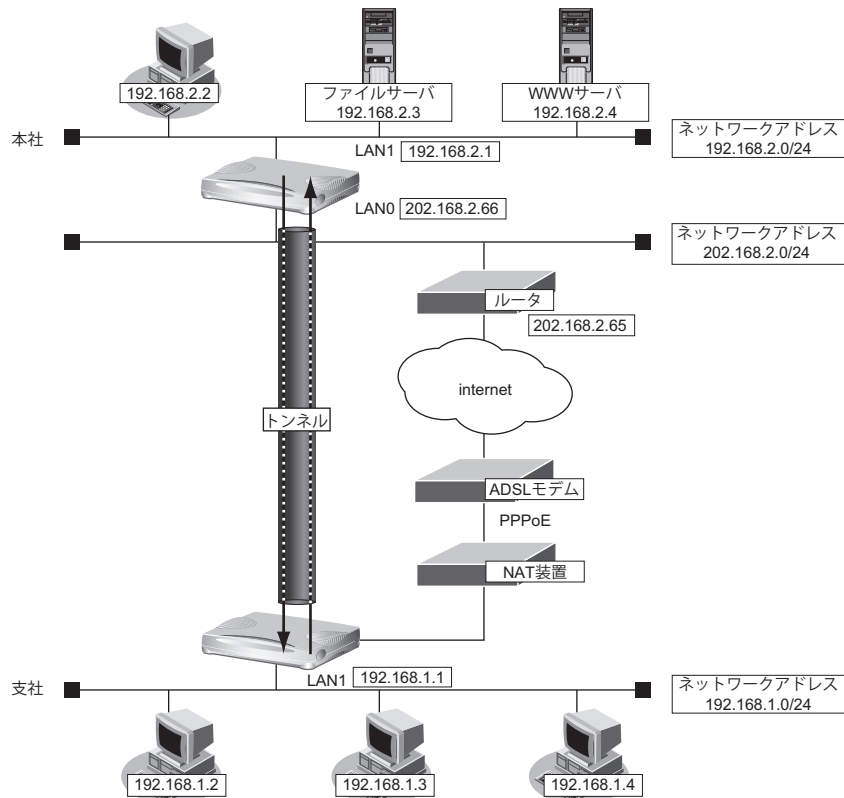 192.168.2.2
ファイルサーバ
192.168.2.3
WWWサーバ
192.168.2.4
本社
ネットワークアドレス
192.168.2.0/24
LAN1 192.168.2.1
LAN0 202.168.2.66
ネットワークアドレス
202.168.2.0/24
ルータ
202.168.2.65
internet
トンネル
ADSLモデム
PPPoE
NAT装置
LAN1 192.168.1.1
支社
ネットワークアドレス
192.168.1.0/24
192.168.1.2
192.168.1.3
192.168.1.4